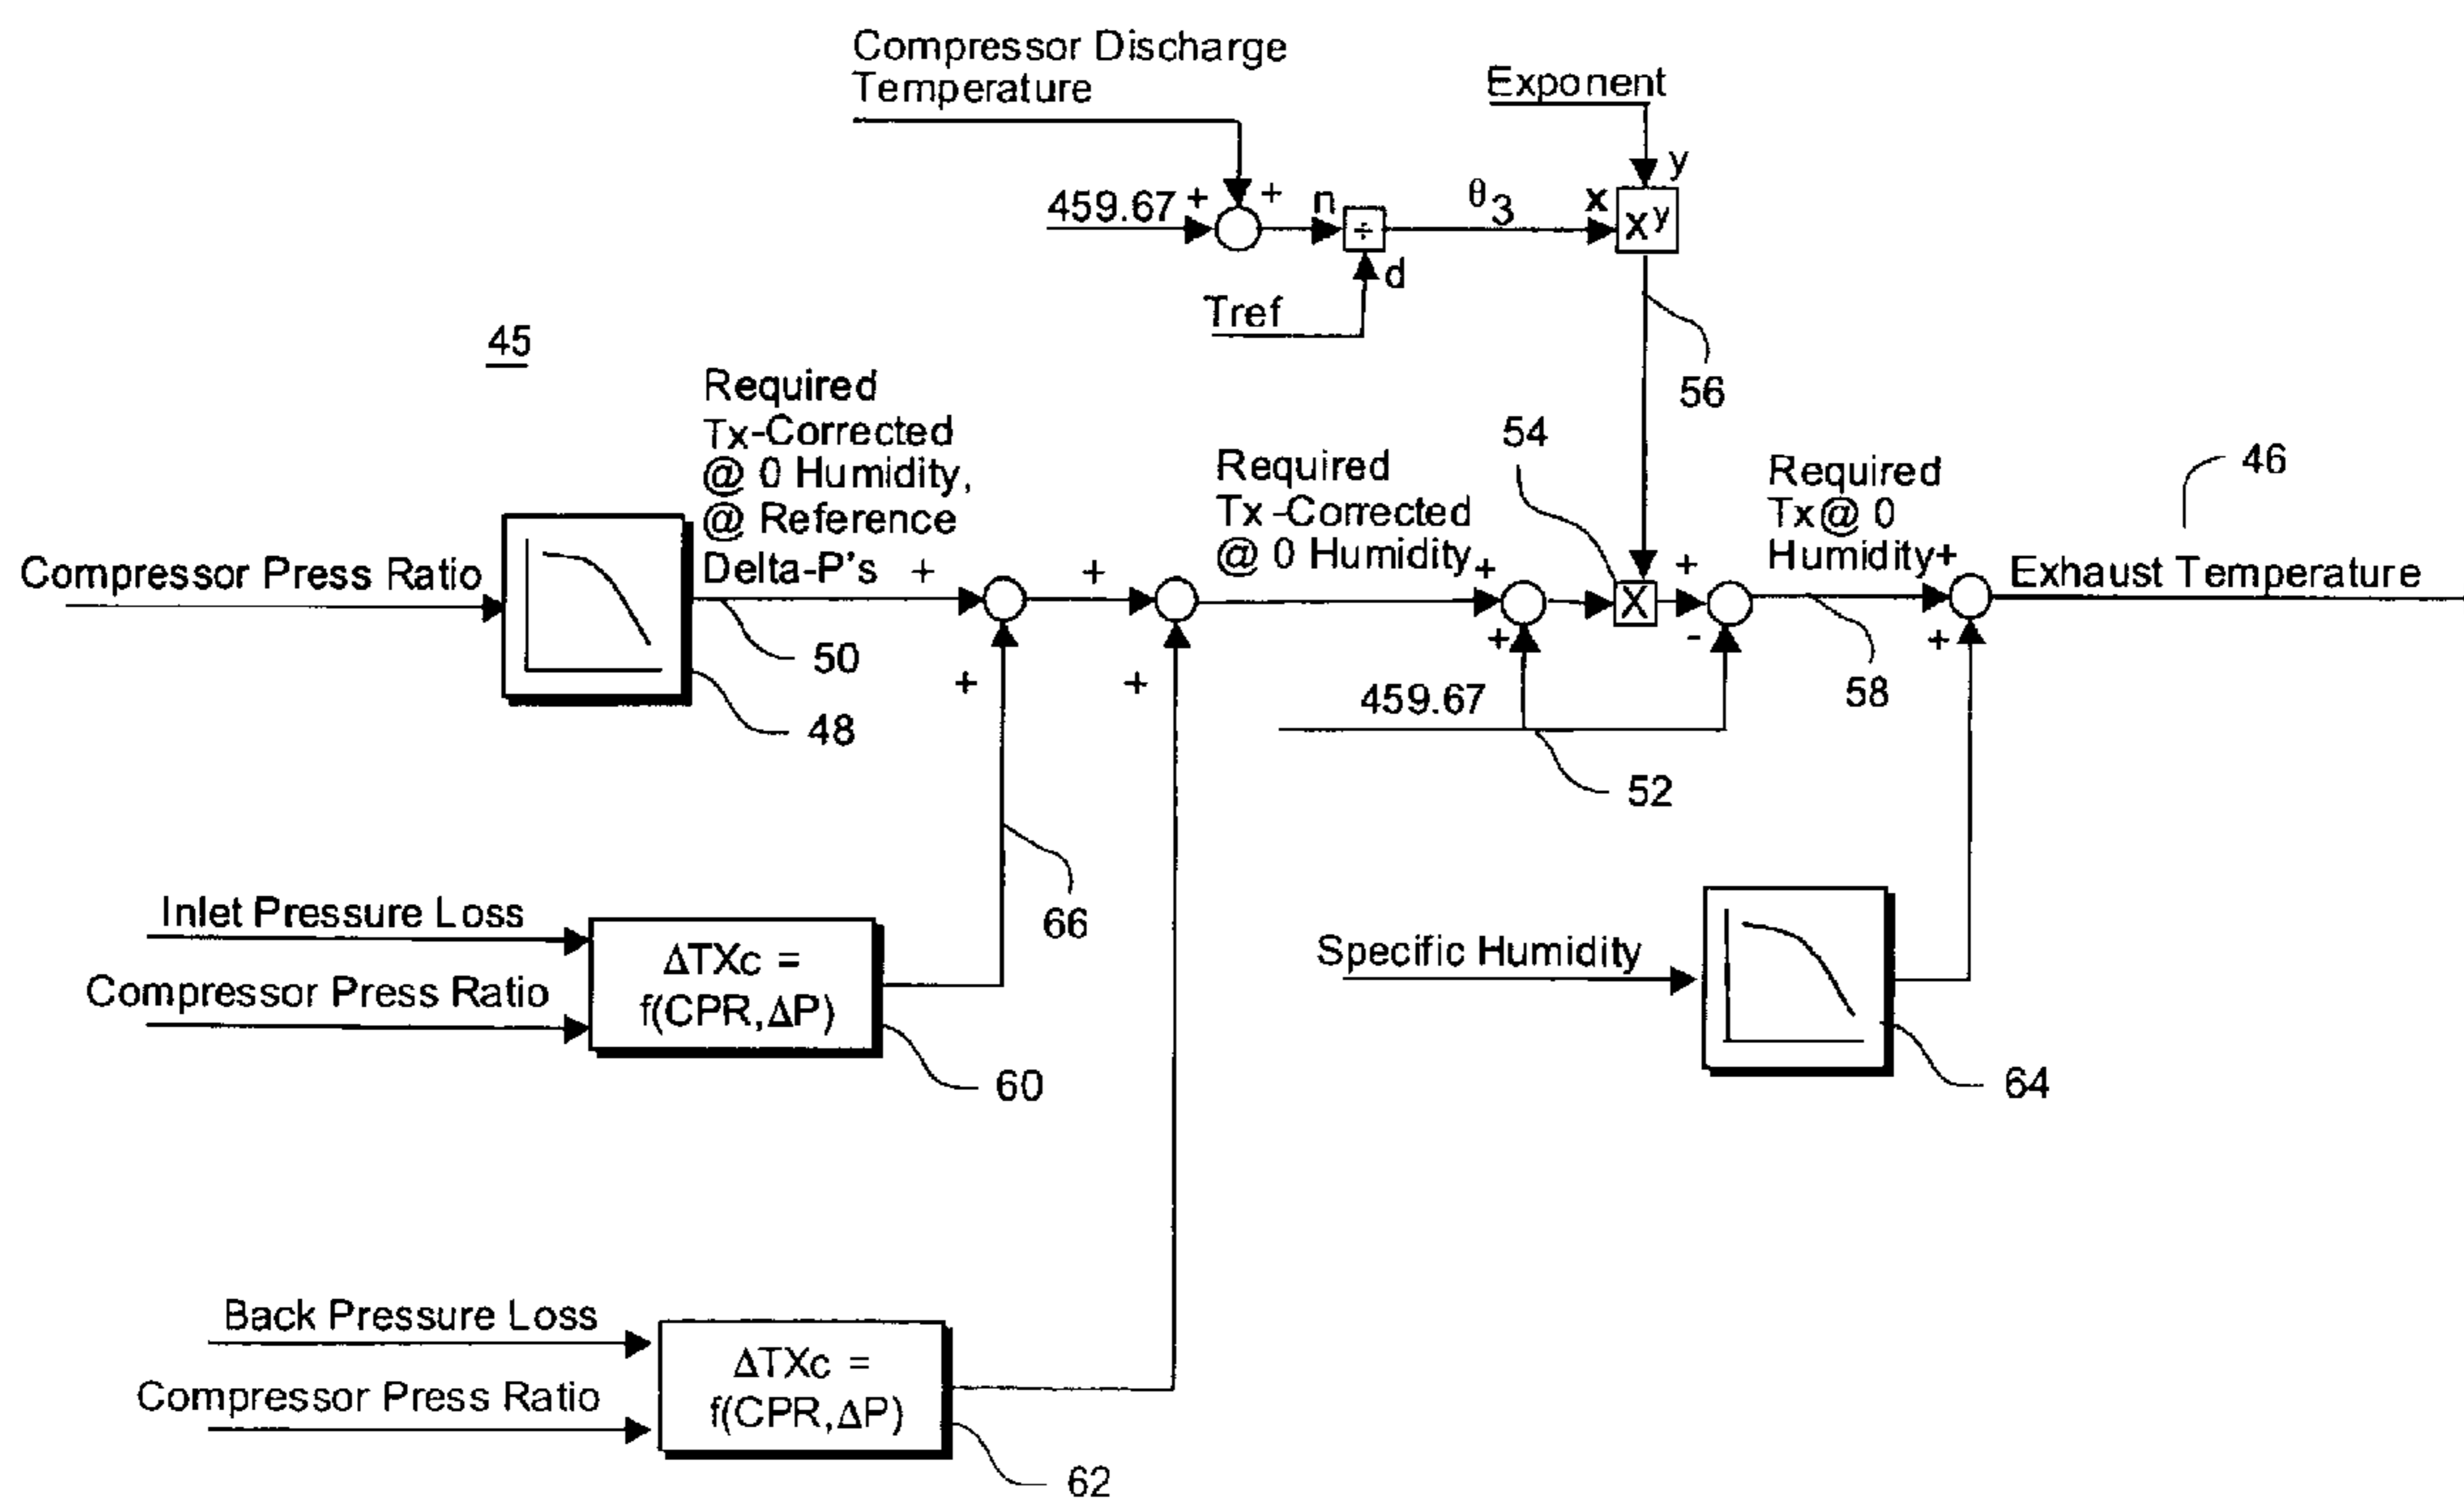 Compressor Discharge
Temperature
Exponent
y
459.67 + +
n
÷
θ3
x
x^y
d
Tref
45
56
Required
Tx-Corrected
@ 0 Humidity,
@ Reference
Delta-P's +
54
Required
Tx-Corrected
@ 0 Humidity +
Required
Tx@ 0
Humidity +
46
Compressor Press Ratio
+
X
+
Exhaust Temperature
50
+
+
+
-
+
48
459.67
58
52
66
Inlet Pressure Loss
Compressor Press Ratio
ΔTXc =
f(CPR,ΔP)
60
Specific Humidity
64
Back Pressure Loss
Compressor Press Ratio
ΔTXc =
f(CPR,ΔP)
62